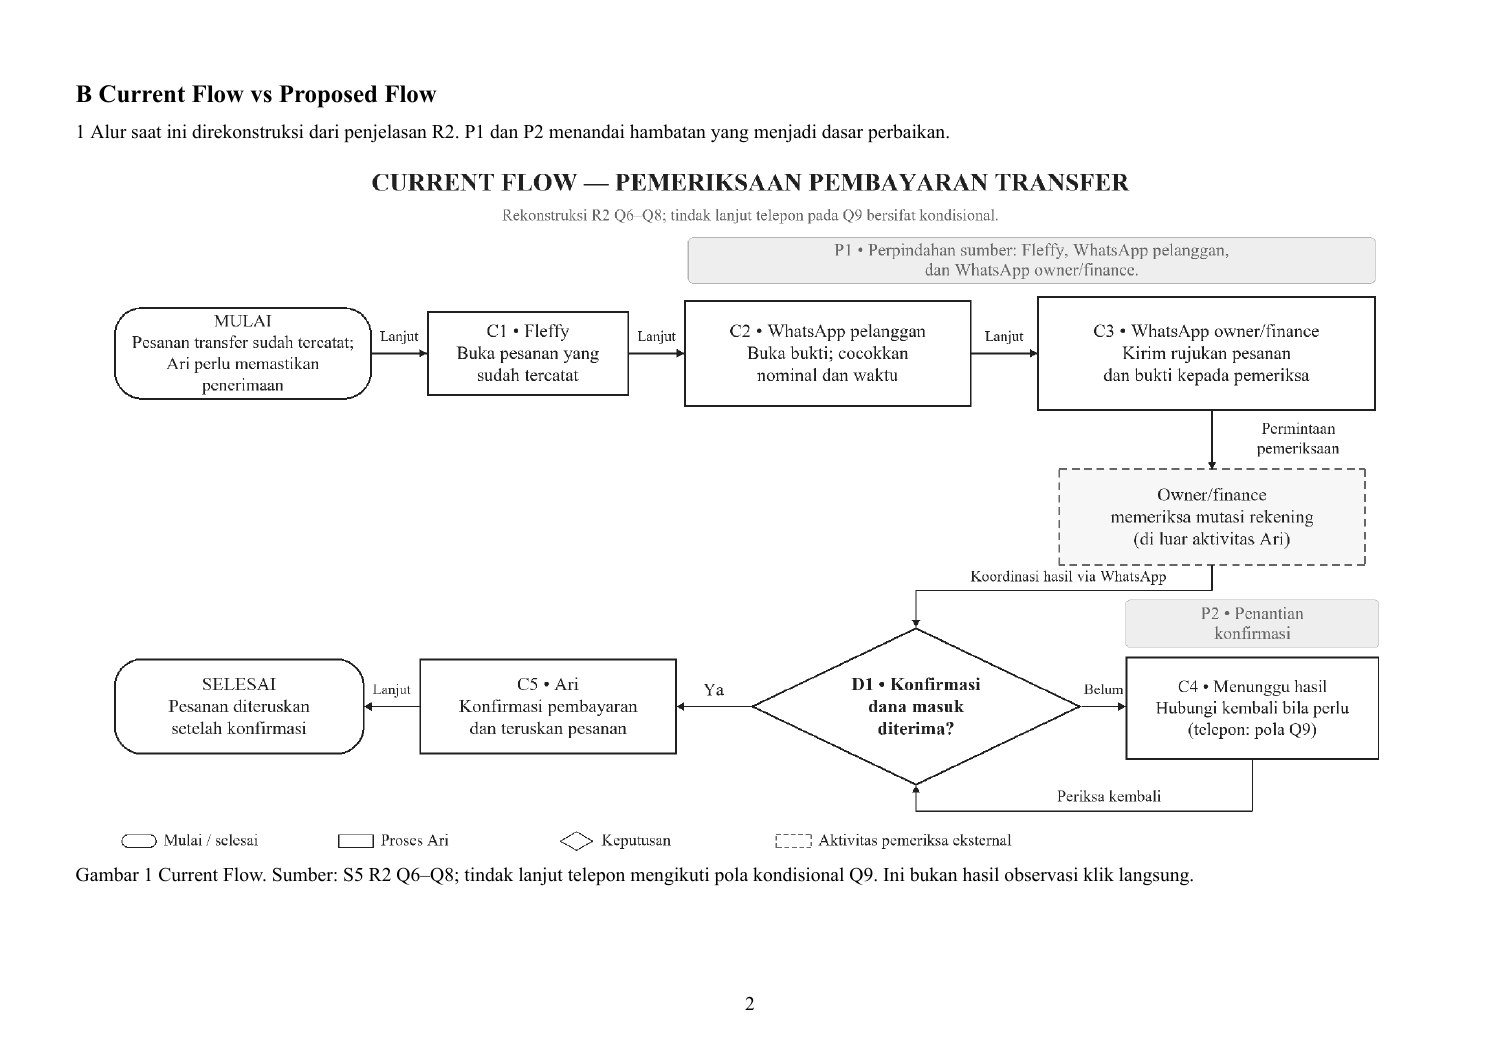 B Current Flow vs Proposed Flow
1 Alur saat ini direkonstruksi dari penjelasan R2. P1 dan P2 menandai hambatan yang menjadi dasar perbaikan.
CURRENT FLOW — PEMERIKSAAN PEMBAYARAN TRANSFER
Rekonstruksi R2 Q6–Q8; tindak lanjut telepon pada Q9 bersifat kondisional.
P1 • Perpindahan sumber: Fleffy, WhatsApp pelanggan,
dan WhatsApp owner/finance.
MULAI
Pesanan transfer sudah tercatat;
Ari perlu memastikan
penerimaan
Lanjut
C1 • Fleffy
Buka pesanan yang
sudah tercatat
Lanjut
C2 • WhatsApp pelanggan
Buka bukti; cocokkan
nominal dan waktu
Lanjut
C3 • WhatsApp owner/finance
Kirim rujukan pesanan
dan bukti kepada pemeriksa
Permintaan
pemeriksaan
Owner/finance
memeriksa mutasi rekening
(di luar aktivitas Ari)
Koordinasi hasil via WhatsApp
P2 • Penantian
konfirmasi
SELESAI
Pesanan diteruskan
setelah konfirmasi
Lanjut
C5 • Ari
Konfirmasi pembayaran
dan teruskan pesanan
Ya
D1 • Konfirmasi
dana masuk
diterima?
Belum
C4 • Menunggu hasil
Hubungi kembali bila perlu
(telepon: pola Q9)
Periksa kembali
Mulai / selesai
Proses Ari
Keputusan
Aktivitas pemeriksa eksternal
Gambar 1 Current Flow. Sumber: S5 R2 Q6–Q8; tindak lanjut telepon mengikuti pola kondisional Q9. Ini bukan hasil observasi klik langsung.
2